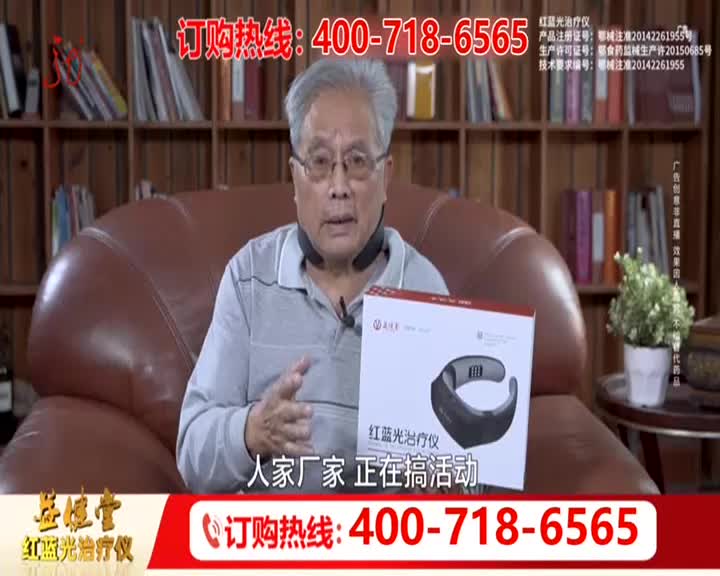 订购热线：400-718-6565
红蓝光治疗仪
广告
产品注册证号：鄂械注准20142261955号
生产许可证号：鄂食药监械生产许20150685号
技术要求编号：鄂械注准20142261955
广告创意非直播 效果因人
不
替代药品
益健堂
红蓝光治疗仪
人家厂家 正在搞活动
益健堂
红蓝光治疗仪
订购热线：400-718-6565